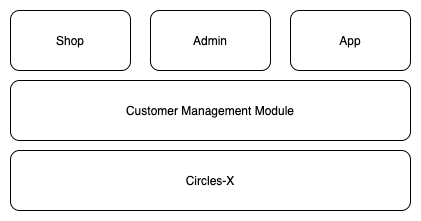 Shop
Admin
App
Customer Management Module
Circles-X